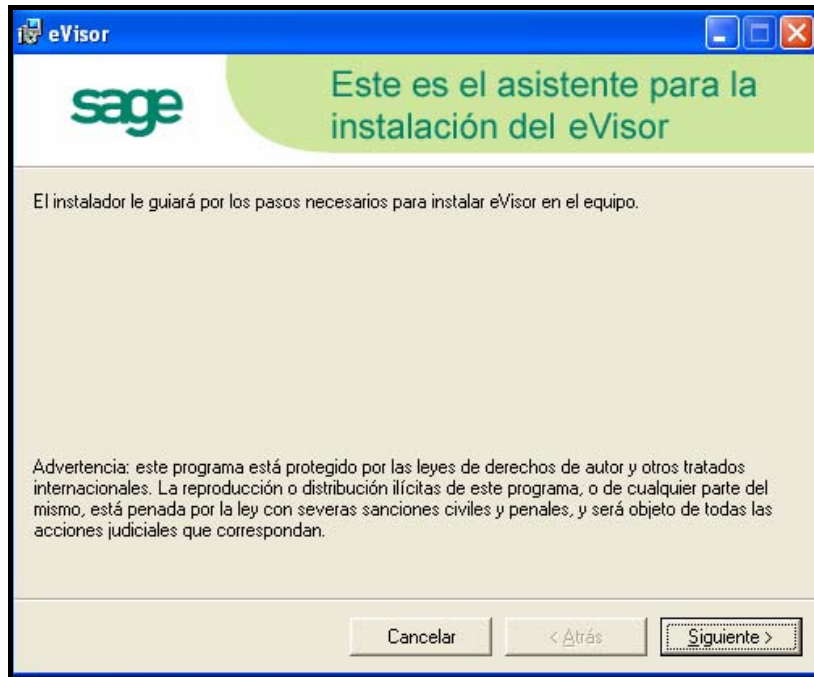 eVisor
sage
Este es el asistente para la
instalación del eVisor
El instalador le guiará por los pasos necesarios para instalar eVisor en el equipo.
Advertencia: este programa está protegido por las leyes de derechos de autor y otros tratados
internacionales. La reproducción o distribución ilícitas de este programa, o de cualquier parte del
mismo, está penada por la ley con severas sanciones civiles y penales, y será objeto de todas las
acciones judiciales que correspondan.
Cancelar
< Atrás
Siguiente >